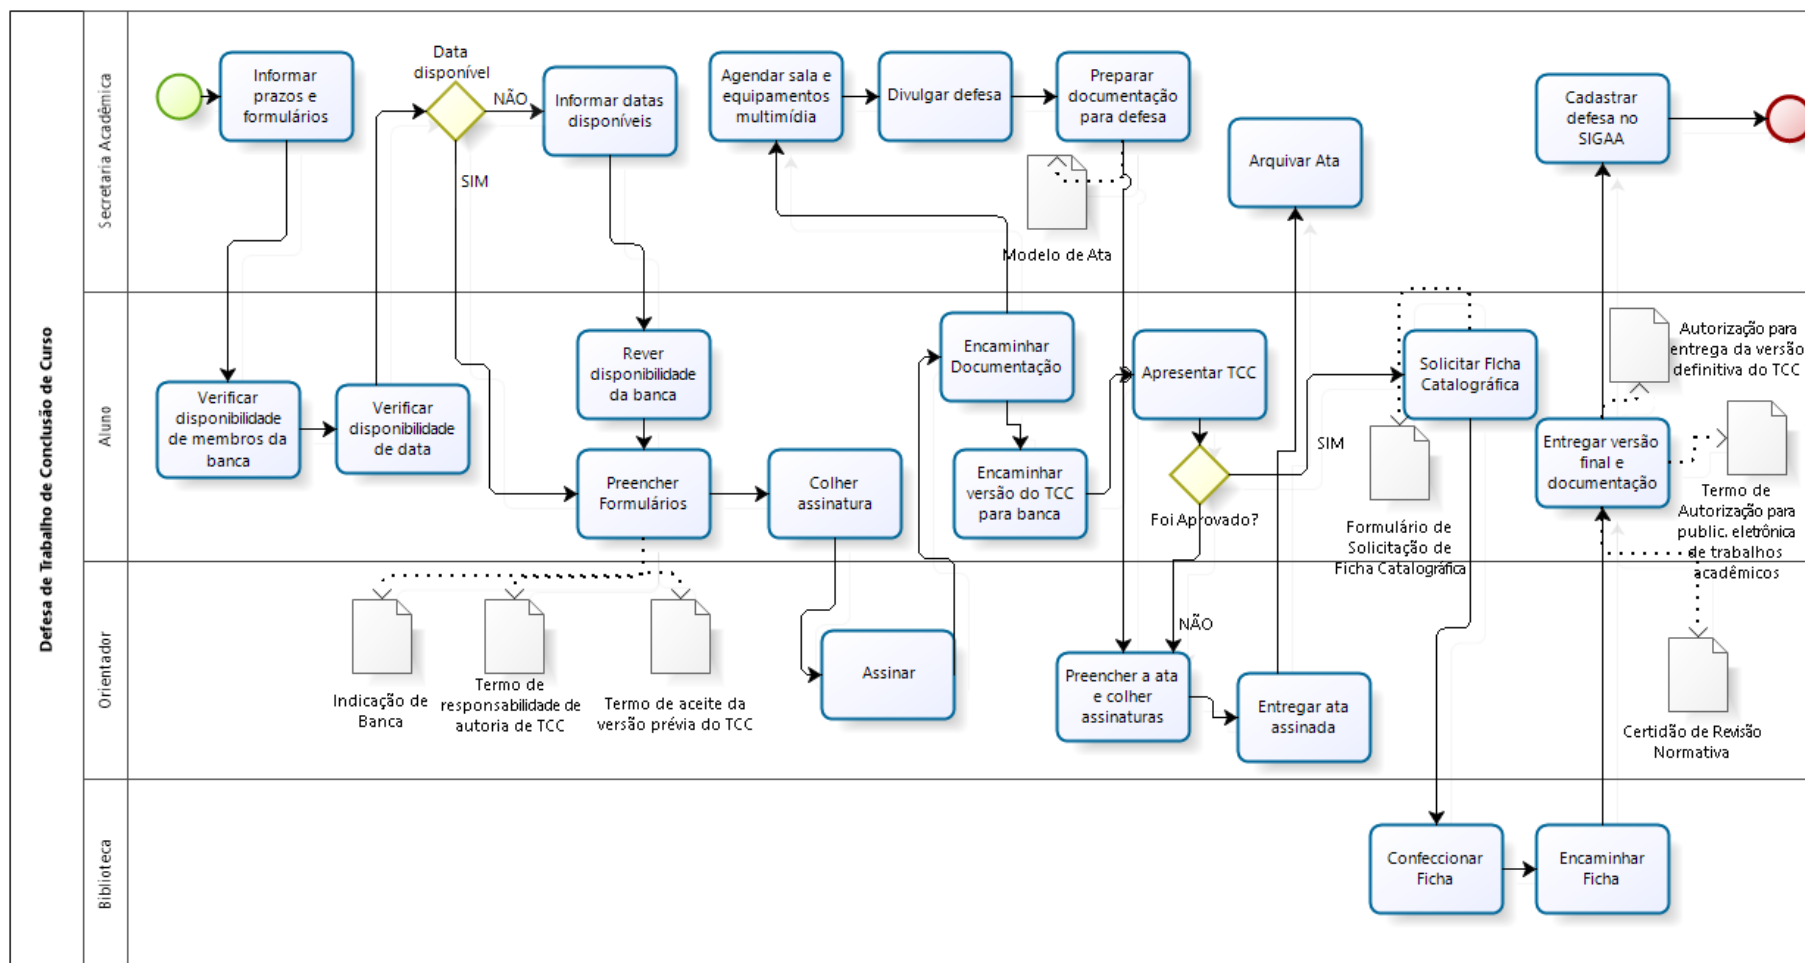 Defesa de Trabalho de Conclusão de Curso
Secretaria Acadêmica
Informar
prazos e
formulários
Data
disponível
NÃO
SIM
Informar datas
disponíveis
Agendar sala e
equipamentos
multimídia
Divulgar defesa
Preparar
documentação
para defesa
Modelo de Ata
Arquivar Ata
Cadastrar
defesa no
SIGAA
Aluno
Verificar
disponibilidade
de membros da
banca
Verificar
disponibilidade
de data
Rever
disponibilidade
da banca
Preencher
Formulários
Colher
assinatura
Encaminhar
Documentação
Encaminhar
versão do TCC
para banca
Apresentar TCC
Foi Aprovado?
SIM
NÃO
Solicitar FIcha
Catalográfica
Formulário de
Solicitação de
Ficha Catalográfica
Entregar versão
final e
documentação
Autorização para
entrega da versão
definitiva do TCC
Termo de
Autorização para
public. eletrônica
de trabalhos
acadêmicos
Orientador
Indicação de
Banca
Termo de
responsabilidade de
autoria de TCC
Termo de aceite da
versão prévia do TCC
Assinar
Preencher a ata
e colher
assinaturas
Entregar ata
assinada
Certidão de Revisão
Normativa
Biblioteca
Confeccionar
Ficha
Encaminhar
Ficha